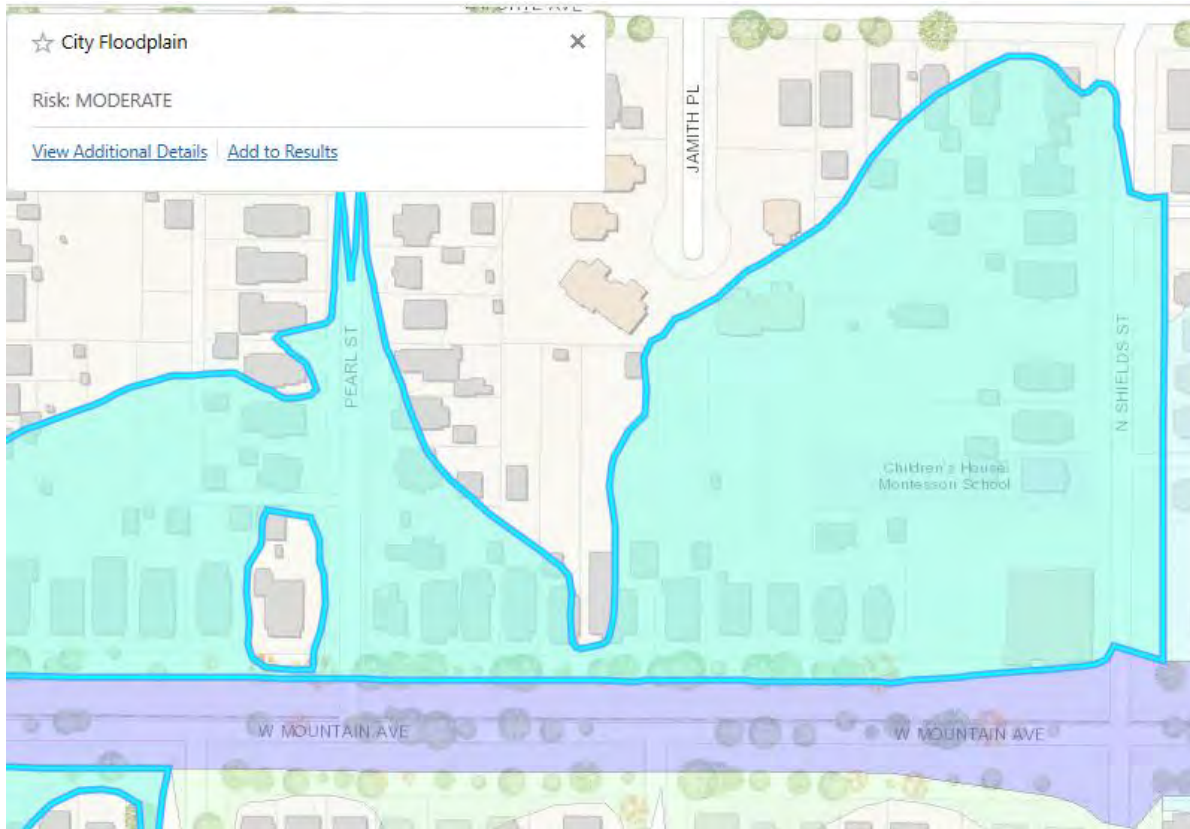 City Floodplain
Risk: MODERATE
View Additional Details Add to Results
JAMITH PL
PEARL ST
N SHIELDS ST
Children's House
Montessori School
W MOUNTAIN AVE
W MOUNTAIN AVE